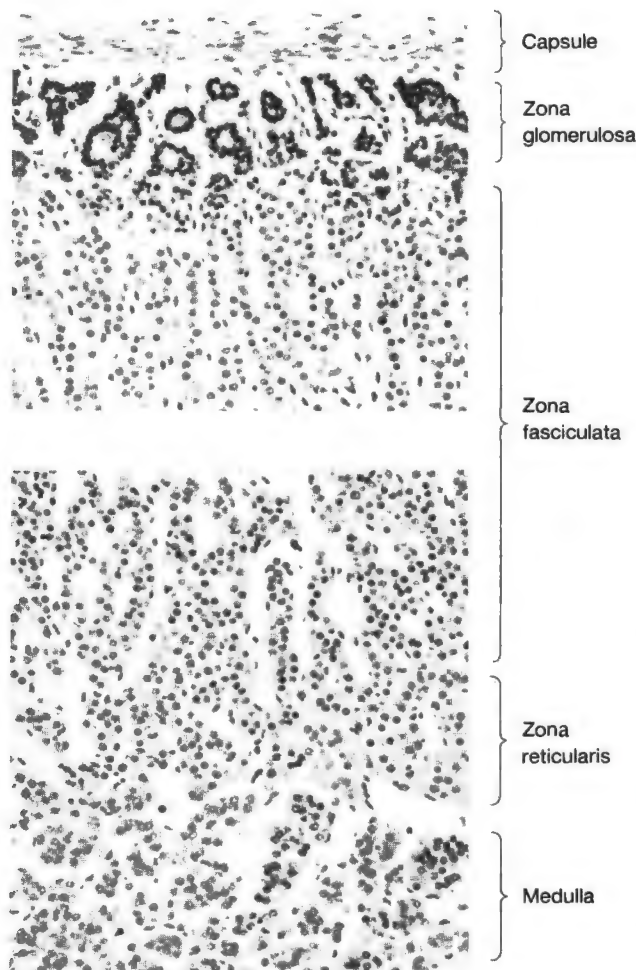 Capsule
Zona
glomerulosa
Zona
fasciculata
Zona
reticularis
Medulla